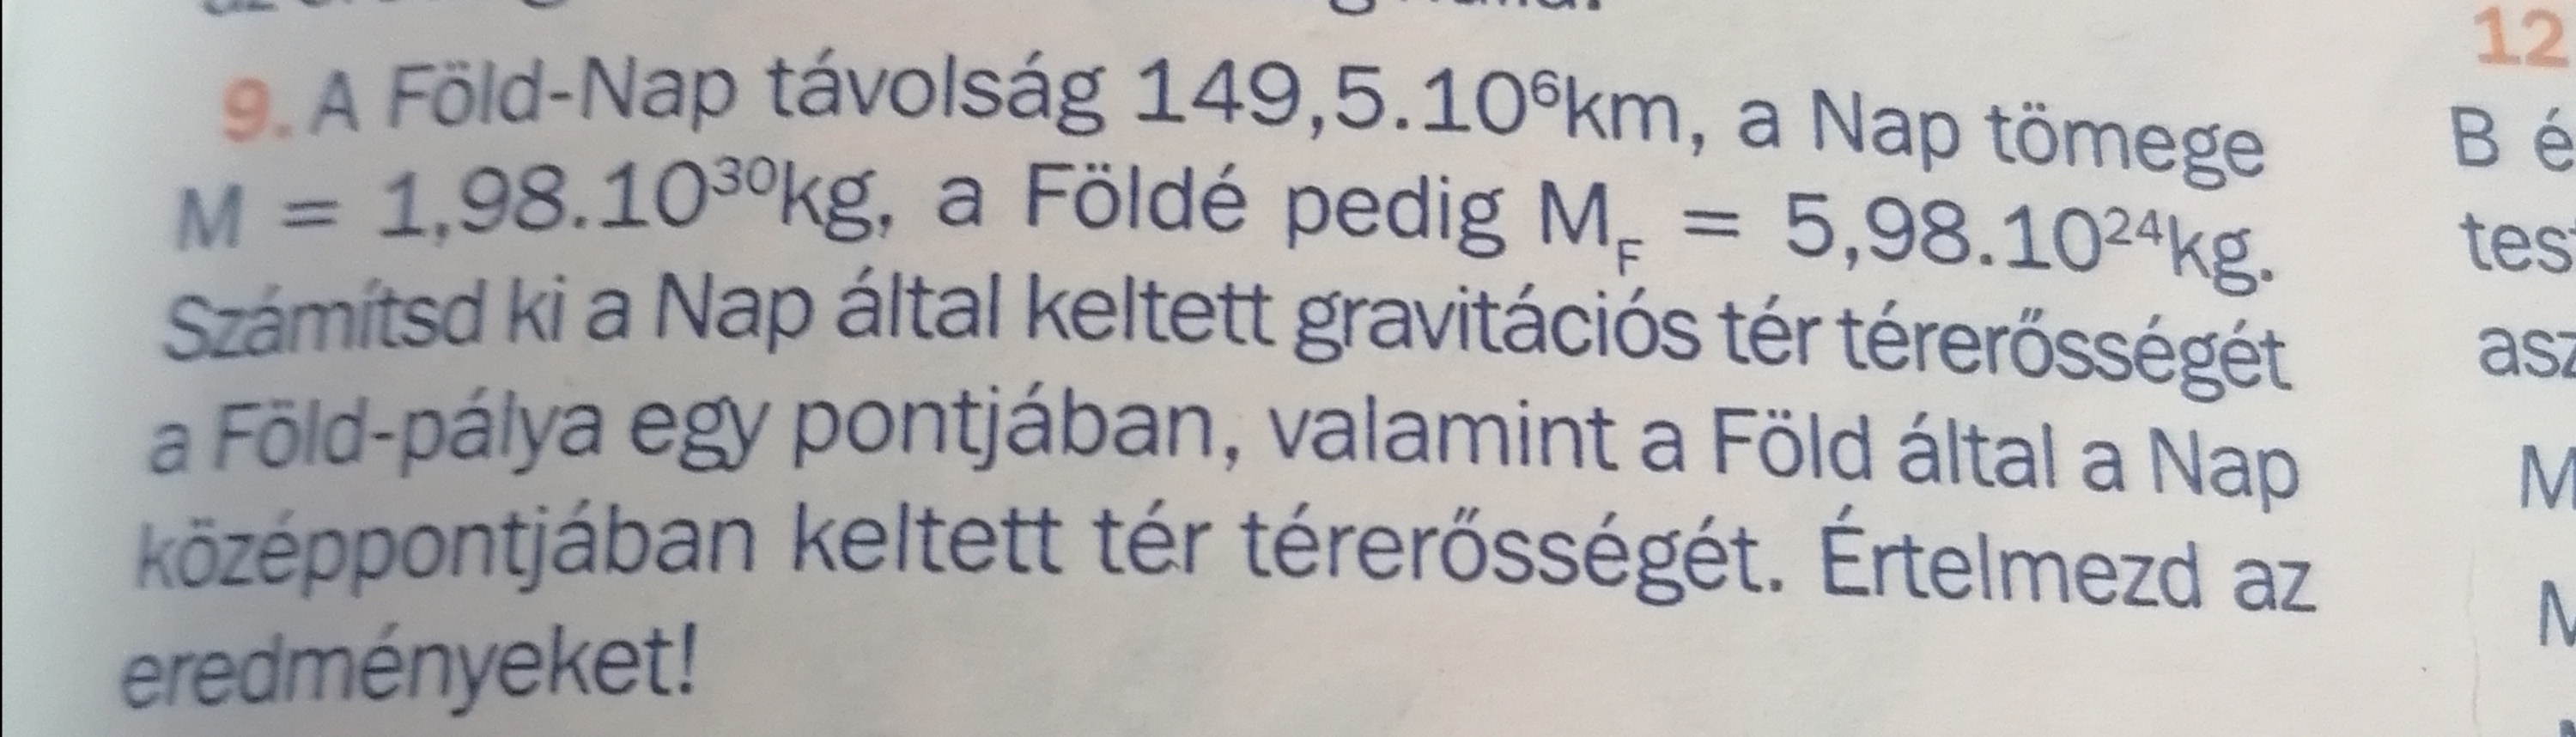 9. A Föld-Nap távolság 149,5.10⁶km, a Nap tömege
M = 1,98.10³⁰kg, a Földé pedig M_F = 5,98.10²⁴kg.
Számítsd ki a Nap által keltett gravitációs tér térerősségét
a Föld-pálya egy pontjában, valamint a Föld által a Nap
középpontjában keltett tér térerősségét. Értelmezd az
eredményeket!
12
B é